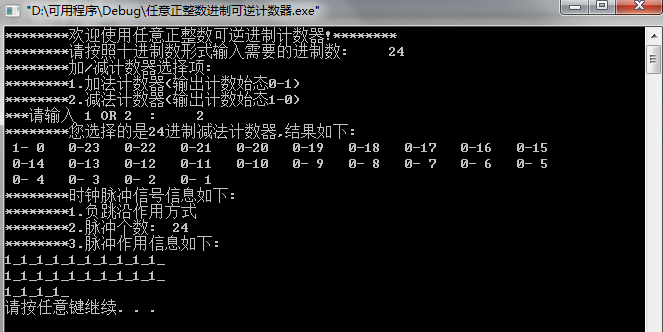 "D:\可用程序\Debug\任意正整数进制可逆进计数器.exe"
********欢迎使用任意正整数可逆进制计数器!********
********请按照十进制数形式输入需要的进制数: 24
********加/减计数器选择项:
********1.加法计数器(输出计数始态0-1)
********2.减法计数器(输出计数始态1-0)
***请输入 1 OR 2 : 2
********您选择的是24进制减法计数器,结果如下:
1- 0 0-23 0-22 0-21 0-20 0-19 0-18 0-17 0-16 0-15
0-14 0-13 0-12 0-11 0-10 0- 9 0- 8 0- 7 0- 6 0- 5
0- 4 0- 3 0- 2 0- 1
********时钟脉冲信号信息如下:
********1.负跳沿作用方式
********2.脉冲个数: 24
********3.脉冲作用信息如下:
1_1_1_1_1_1_1_1_1_1_
1_1_1_1_1_1_1_1_1_1_
1_1_1_1_
请按任意键继续. . .